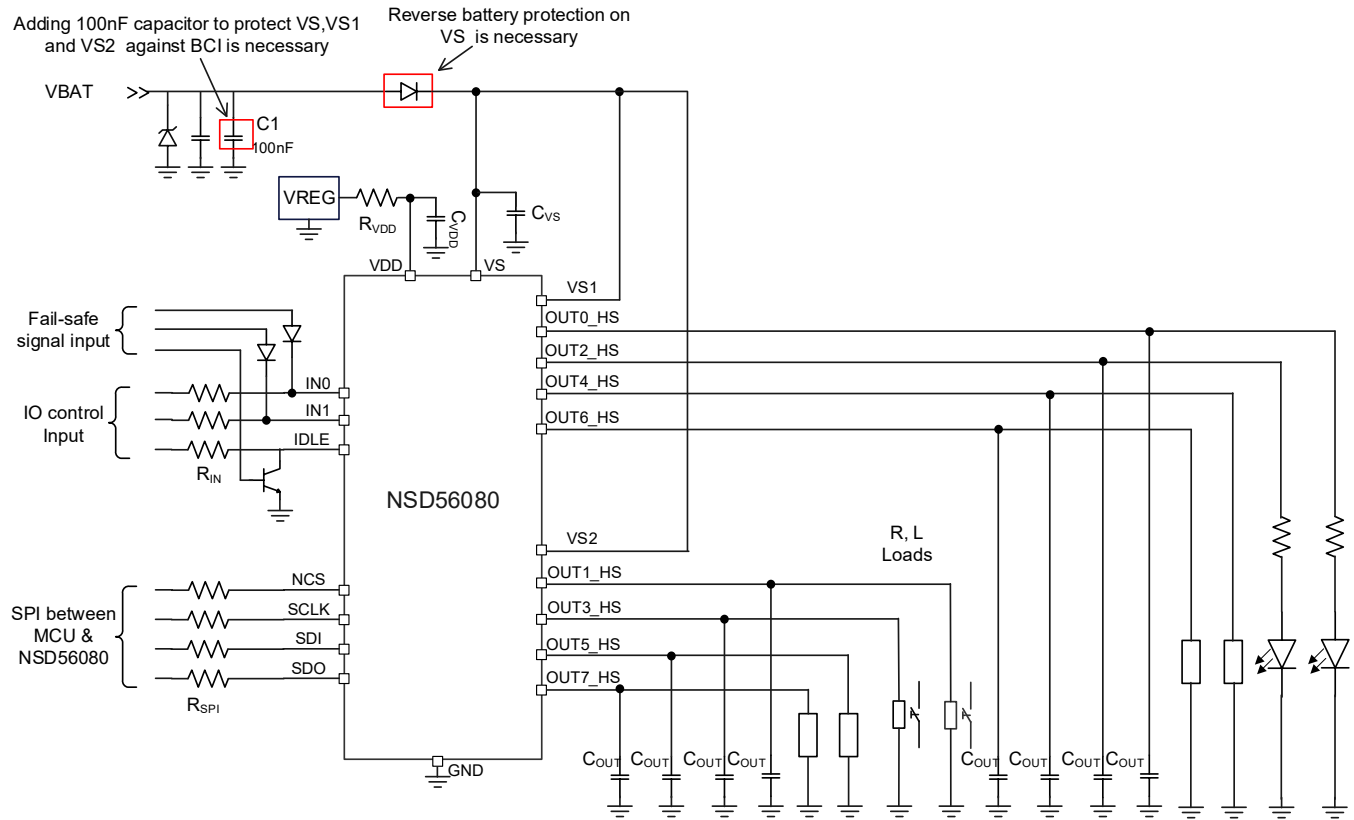 Adding 100nF capacitor to protect VS,VS1
and VS2 against BCI is necessary
Reverse battery protection on
VS is necessary
VBAT
C1
100nF
VREG
RVDD
CVDD
CVS
VDD
VS
VS1
Fail-safe
signal input
OUT0_HS
OUT2_HS
OUT4_HS
OUT6_HS
IO control
Input
IN0
IN1
IDLE
RIN
NSD56080
VS2
R, L
Loads
SPI between
MCU &
NSD56080
NCS
SCLK
SDI
SDO
RSPI
OUT1_HS
OUT3_HS
OUT5_HS
OUT7_HS
GND
COUT COUT COUT COUT
COUT COUT COUT COUT